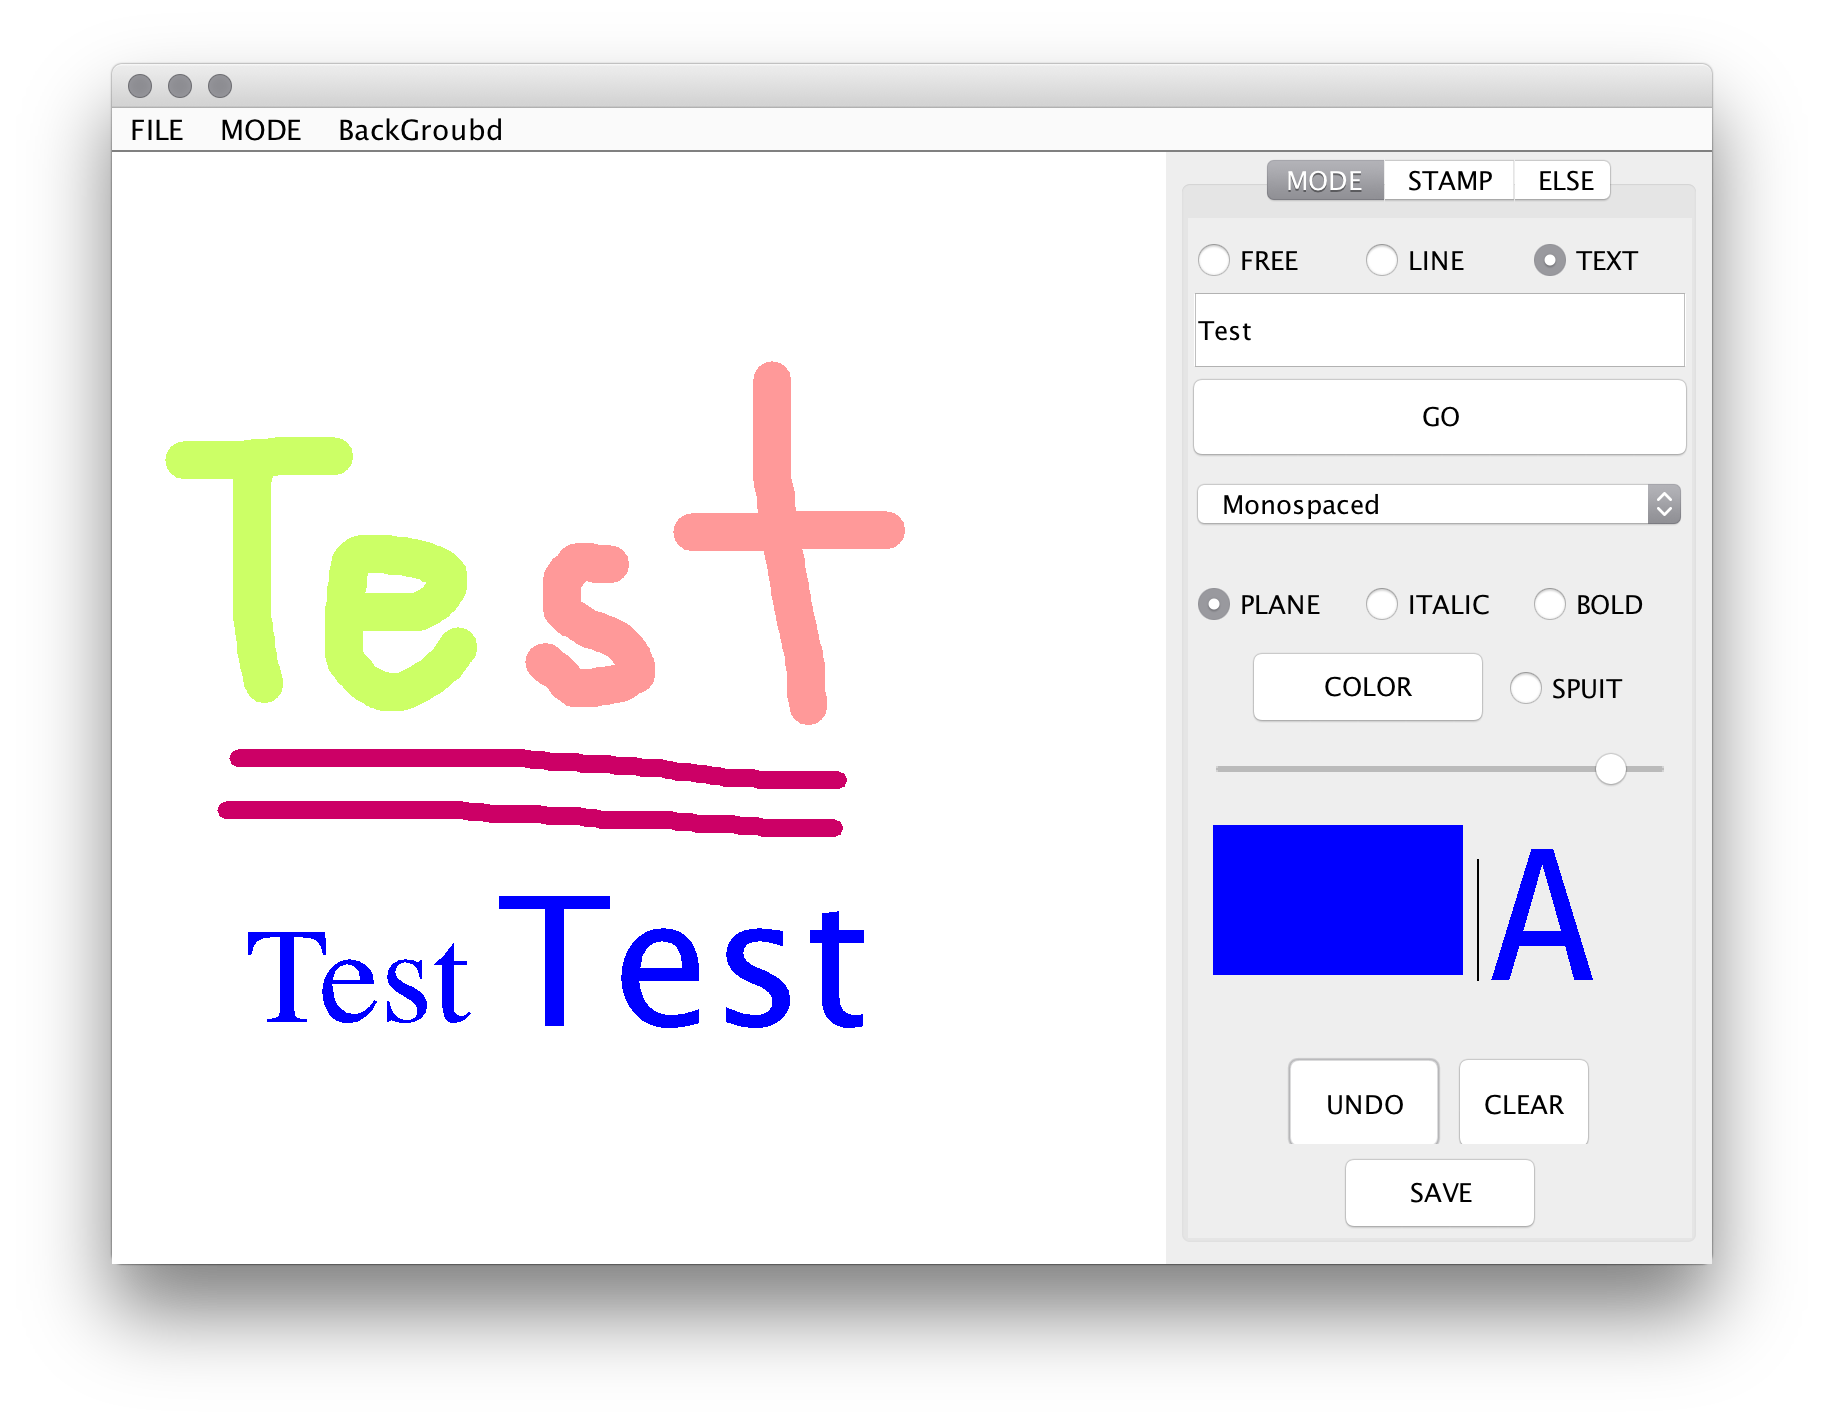 FILE MODE BackGroubd
MODE STAMP ELSE
FREE LINE TEXT
Test
GO
Monospaced
PLANE ITALIC BOLD
COLOR SPUIT
A
UNDO CLEAR
SAVE
Test
Test Test